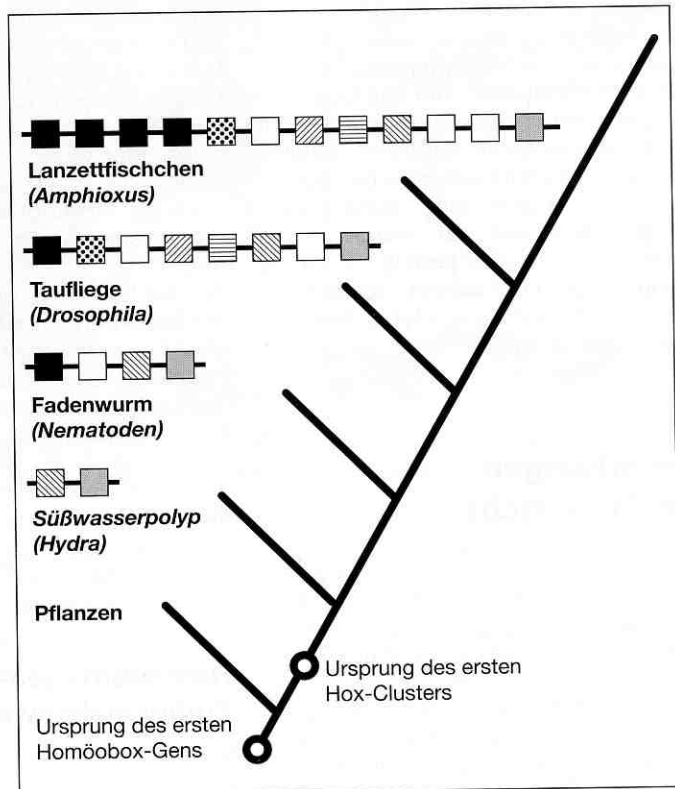 Lanzettfischchen
(Amphioxus)
Taufliege
(Drosophila)
Fadenwurm
(Nematoden)
Süßwasserpolyp
(Hydra)
Pflanzen
Ursprung des ersten
Hox-Clusters
Ursprung des ersten
Homöobox-Gens